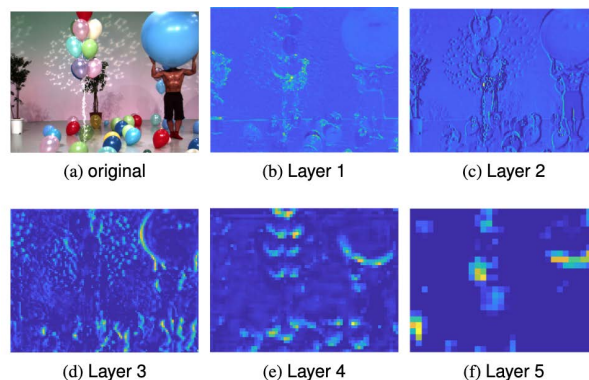 (a) original
(b) Layer 1
(c) Layer 2
(d) Layer 3
(e) Layer 4
(f) Layer 5